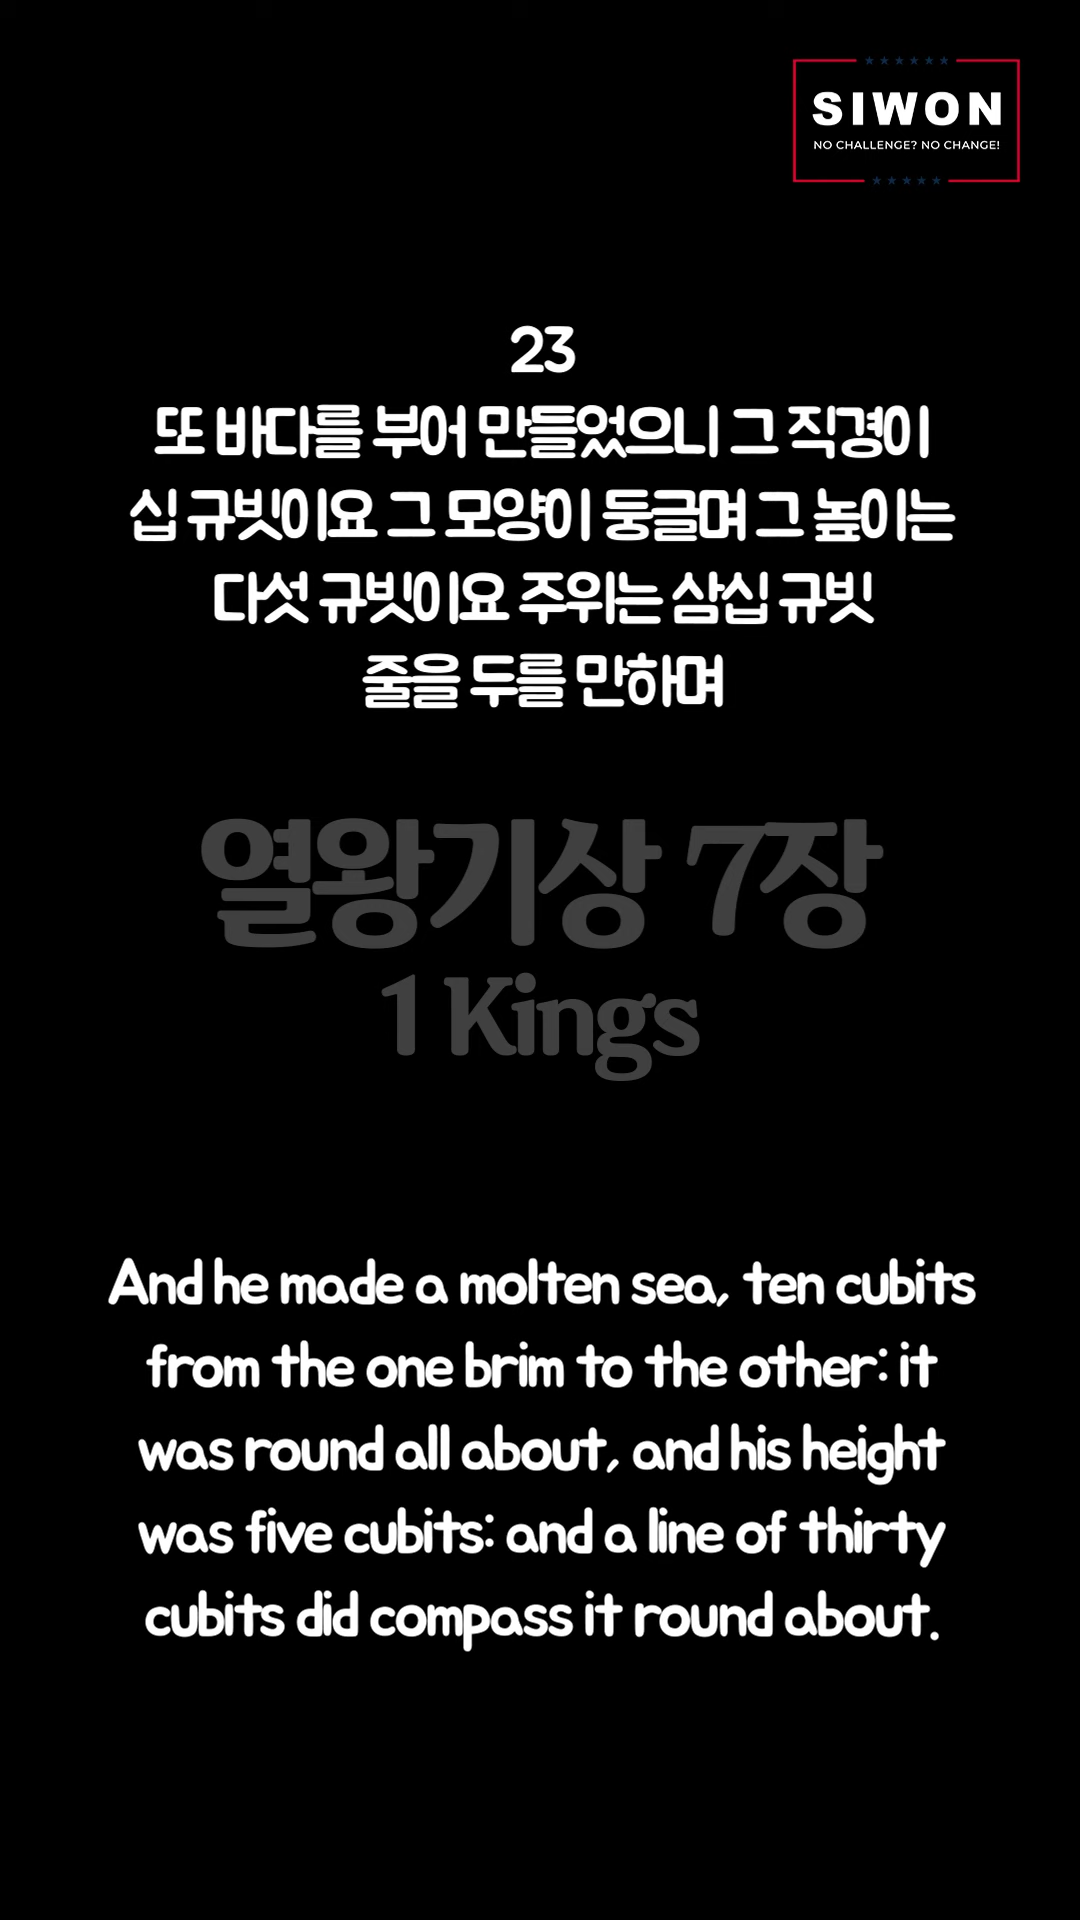 SIWON
NO CHALLENGE? NO CHANGE!
23
또 바다를 부어 만들었으니 그 직경이
십 규빗이요 그 모양이 둥글며 그 높이는
다섯 규빗이요 주위는 삼십 규빗
줄을 두를 만하며
열왕기상 7장
1 Kings
And he made a molten sea, ten cubits
from the one brim to the other: it
was round all about, and his height
was five cubits: and a line of thirty
cubits did compass it round about.